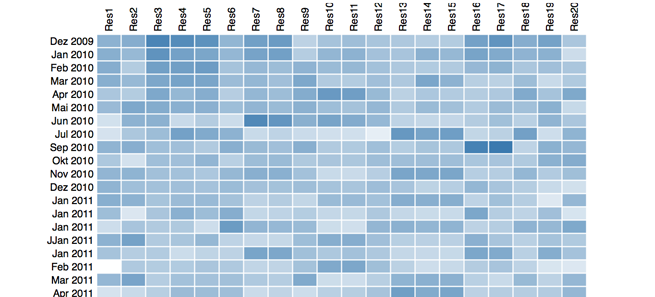 Res1 Res2 Res3 Res4 Res5 Res6 Res7 Res8 Res9 Res10 Res11 Res12 Res13 Res14 Res15 Res16 Res17 Res18 Res19 Res20
Dez 2009
Jan 2010
Feb 2010
Mar 2010
Apr 2010
Mai 2010
Jun 2010
Jul 2010
Sep 2010
Okt 2010
Nov 2010
Dez 2010
Jan 2011
Jan 2011
Jan 2011
JJan 2011
Jan 2011
Feb 2011
Mar 2011
Apr 2011